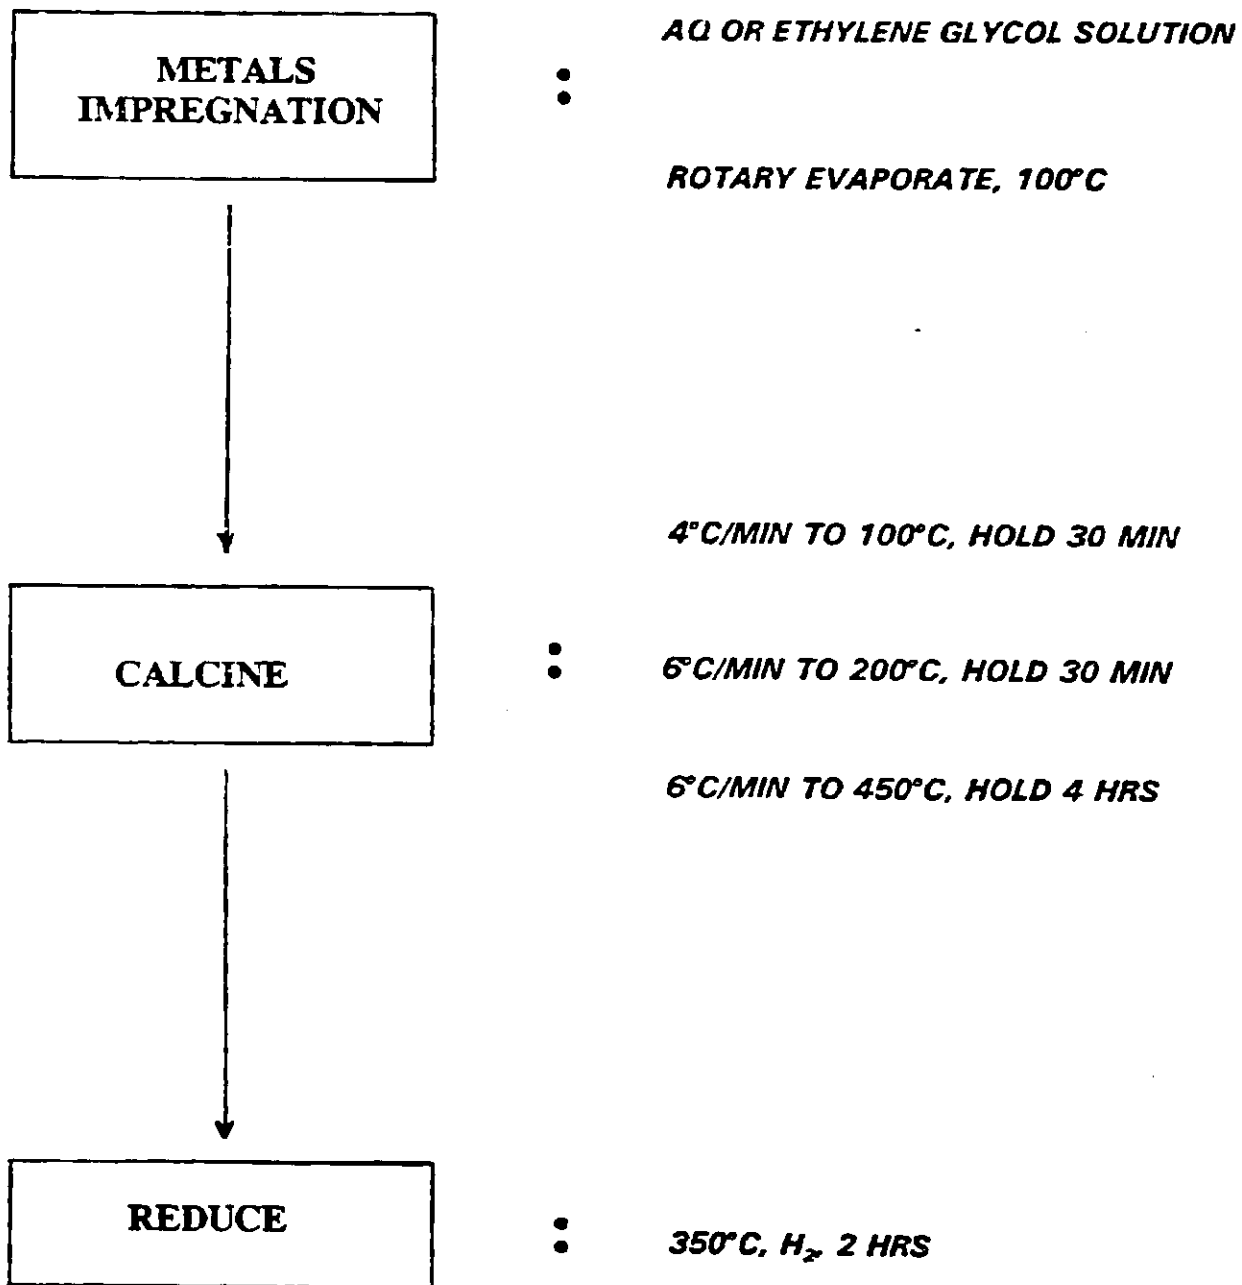 AQ OR ETHYLENE GLYCOL SOLUTION
METALS
IMPREGNATION
:
ROTARY EVAPORATE, 100°C
4°C/MIN TO 100°C, HOLD 30 MIN
CALCINE : 6°C/MIN TO 200°C, HOLD 30 MIN
6°C/MIN TO 450°C, HOLD 4 HRS
REDUCE : 350°C, H₂, 2 HRS